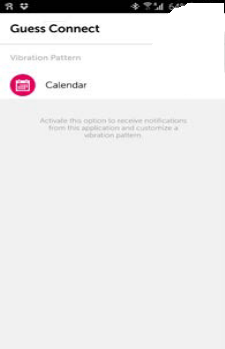 Guess Connect
Vibration Pattern
Calendar
Activate this option to receive notifications
from this application and customize a
vibration pattern.